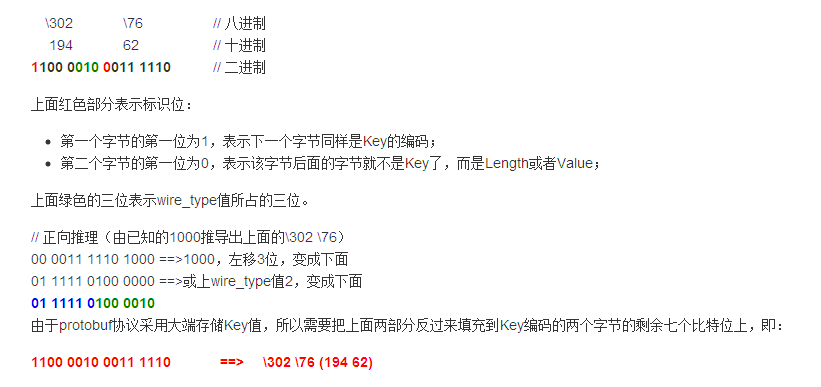 \302 \76 // 八进制
194 62 // 十进制
1100 0010 0011 1110 // 二进制
上面红色部分表示标识位：
• 第一个字节的第一位为1，表示下一个字节同样是Key的编码；
• 第二个字节的第一位为0，表示该字节后面的字节就不是Key了，而是Length或者Value；
上面绿色的三位表示wire_type值所占的三位。
// 正向推理（由已知的1000推导出上面的\302 \76）
00 0011 1110 1000 ==>1000，左移3位，变成下面
01 1111 0100 0000 ==>或上wire_type值2，变成下面
01 1111 0100 0010
由于protobuf协议采用大端存储Key值，所以需要把上面两部分反过来填充到Key编码的两个字节的剩余七个比特位上，即：
1100 0010 0011 1110 ==> \302 \76 (194 62)